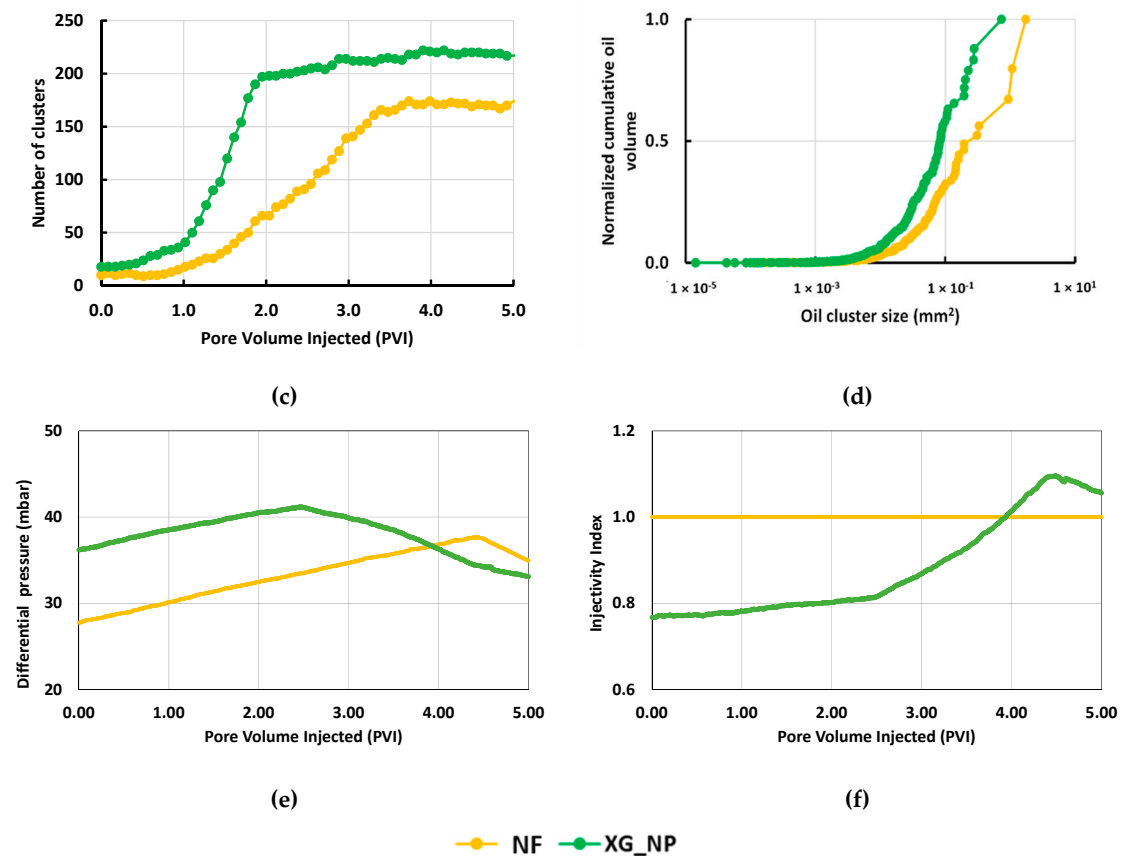 Number of clusters
250
200
150
100
50
0
0.0 1.0 2.0 3.0 4.0 5.0
Pore Volume Injected (PVI)
(c)
Normalized cumulative oil
volume
1.0
0.5
0.0
1 × 10⁻⁵ 1 × 10⁻³ 1 × 10⁻¹ 1 × 10¹
Oil cluster size (mm²)
(d)
Differential pressure (mbar)
50
40
30
20
0.00 1.00 2.00 3.00 4.00 5.00
Pore Volume Injected (PVI)
(e)
Injectivity Index
1.2
1.0
0.8
0.6
0.00 1.00 2.00 3.00 4.00 5.00
Pore Volume Injected (PVI)
(f)
NF XG_NP